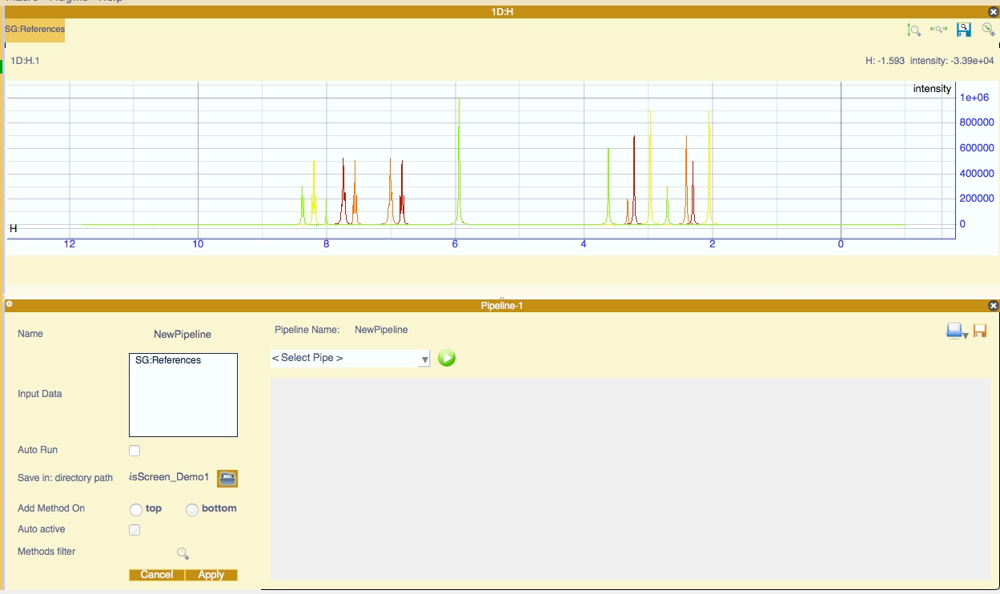 1D:H
SG:References
1D:H.1
H: -1.593 intensity: -3.39e+04
intensity
1e+06
800000
600000
400000
200000
0
H
12 10 8 6 4 2 0
Pipeline-1
Name NewPipeline
Pipeline Name: NewPipeline
SG:References
< Select Pipe >
Input Data
Auto Run
Save in: directory path isScreen_Demo1
Add Method On top bottom
Auto active
Methods filter
Cancel Apply